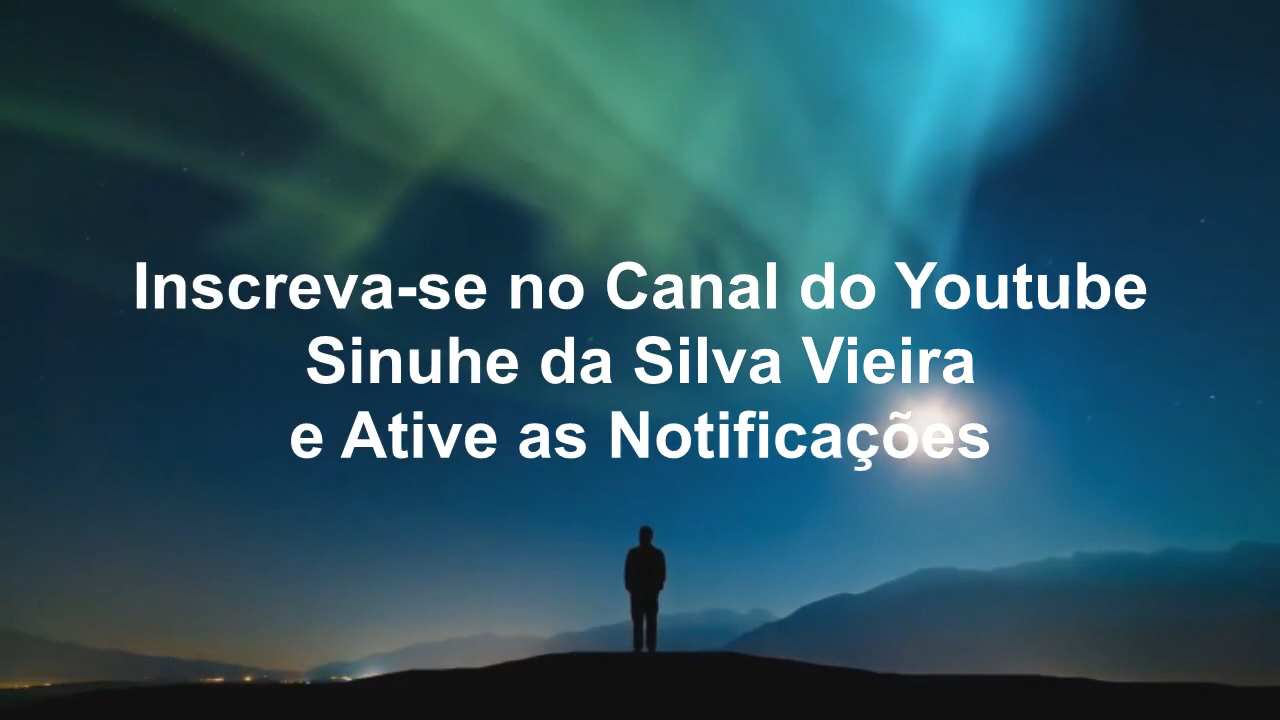 Inscreva-se no Canal do Youtube
Sinuhe da Silva Vieira
e Ative as Notificações